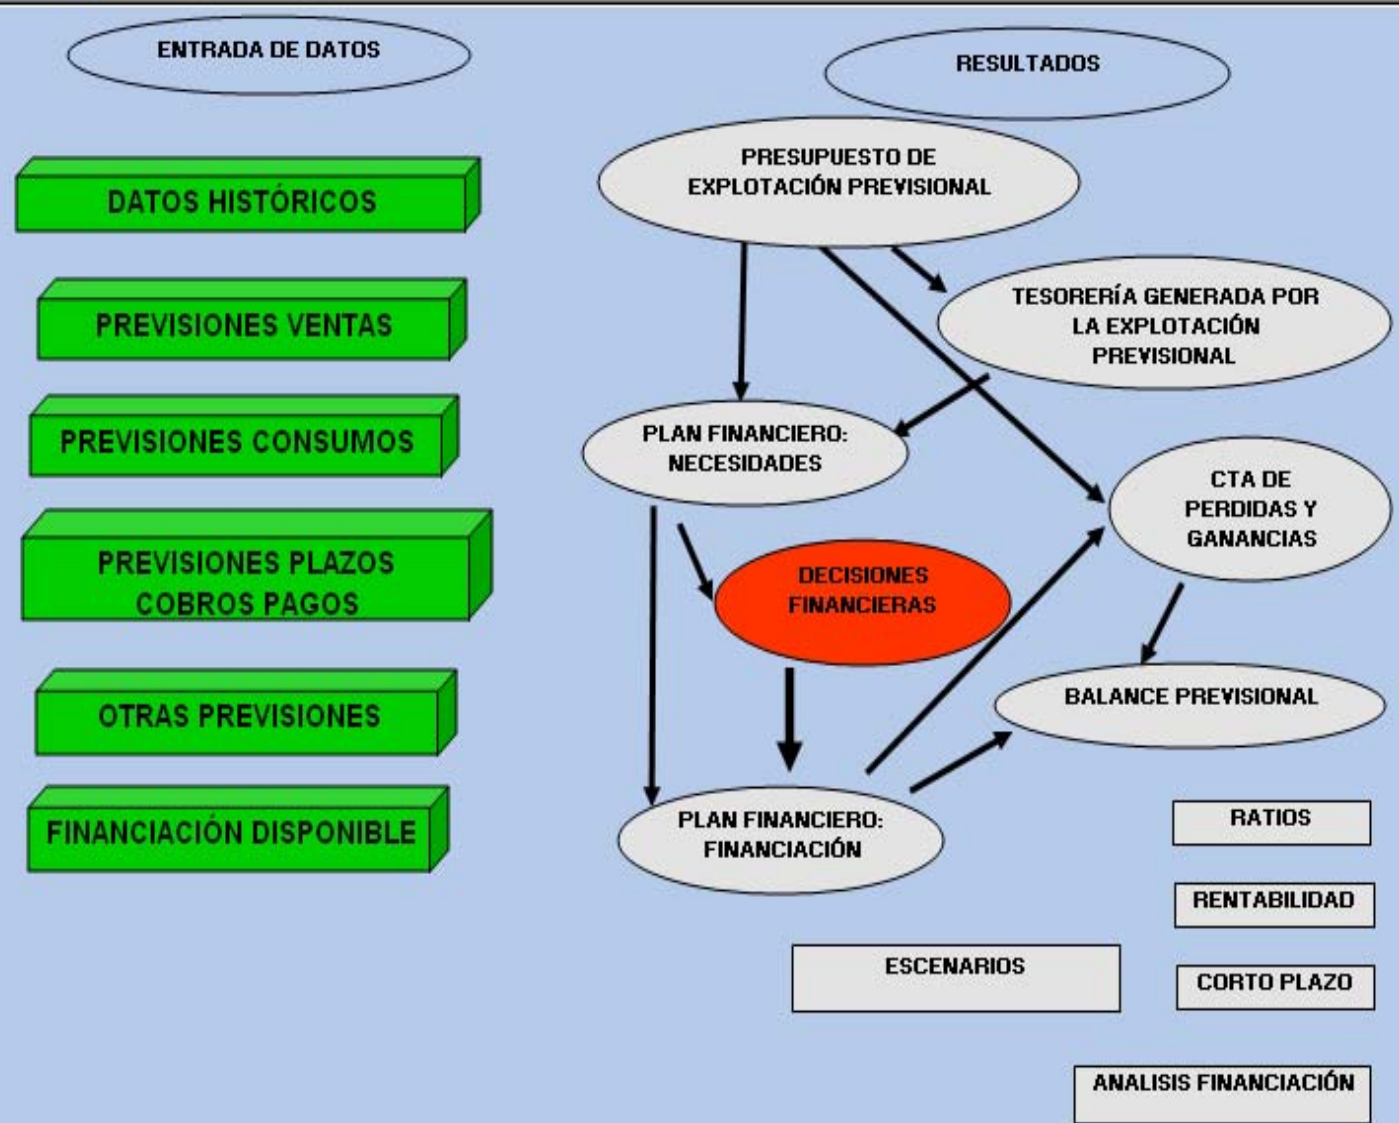 ENTRADA DE DATOS
DATOS HISTÓRICOS
PREVISIONES VENTAS
PREVISIONES CONSUMOS
PREVISIONES PLAZOS
COBROS PAGOS
OTRAS PREVISIONES
FINANCIACIÓN DISPONIBLE
RESULTADOS
PRESUPUESTO DE
EXPLOTACIÓN PREVISIONAL
TESORERÍA GENERADA POR
LA EXPLOTACIÓN
PREVISIONAL
PLAN FINANCIERO:
NECESIDADES
CTA DE
PERDIDAS Y
GANANCIAS
DECISIONES
FINANCIERAS
BALANCE PREVISIONAL
PLAN FINANCIERO:
FINANCIACIÓN
RATIOS
RENTABILIDAD
ESCENARIOS
CORTO PLAZO
ANALISIS FINANCIACIÓN